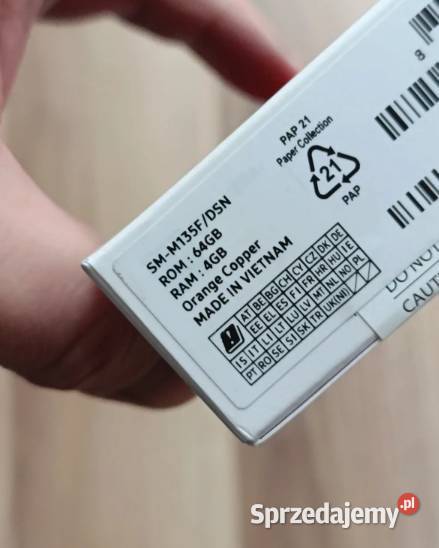 8
PAP 21
Paper Collection
21
PAP
SM-M135F/DSN
ROM : 64GB
RAM : 4GB
Orange Copper
MADE IN VIETNAM
AT BE BG CH CY CZ DK DE
EE EL ES FI FR HR HU IE
IS IT LI LT LU LV MT NL NO PL
PT RO SE SI SK TR UK(NI)
DO NO
CAUT
Sprzedajemy.pl